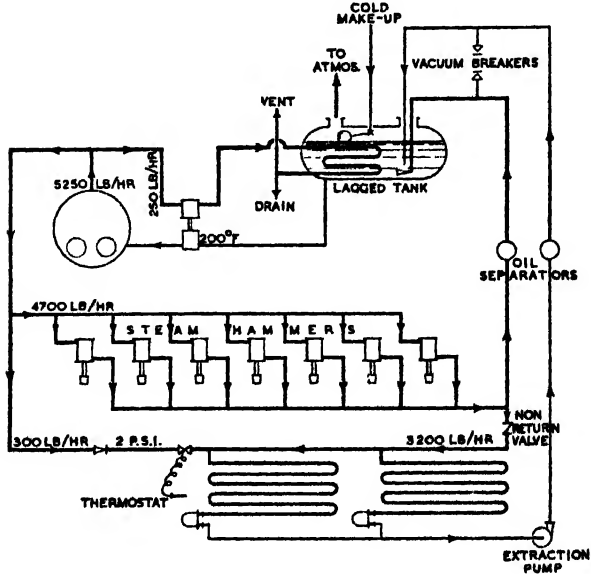 COLD
MAKE-UP
TO
ATMOS.
VACUUM BREAKERS
VENT
5250 LB/HR
250 LB/HR
LAGGED TANK
DRAIN
200°F
OIL
SEPARATORS
4700 LB/HR
STEAM HAMMERS
NON
RETURN
VALVE
300 LB/HR
2 P.S.I.
3200 LB/HR
THERMOSTAT
EXTRACTION
PUMP